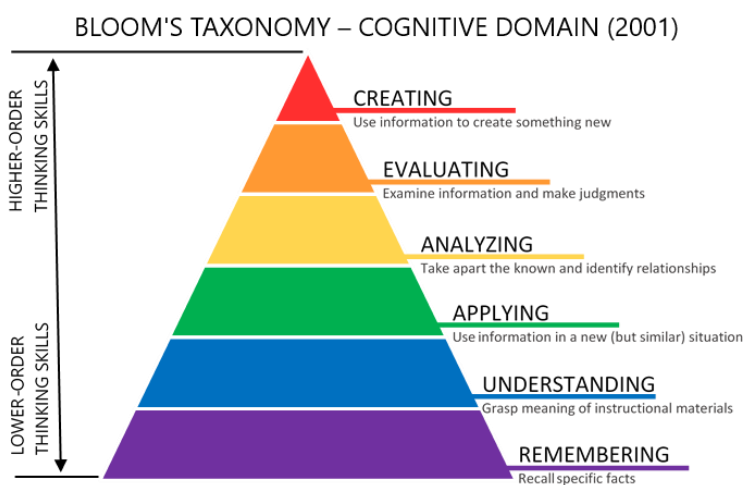 BLOOM'S TAXONOMY – COGNITIVE DOMAIN (2001)
HIGHER-ORDER
THINKING SKILLS
CREATING
Use information to create something new
EVALUATING
Examine information and make judgments
ANALYZING
Take apart the known and identify relationships
APPLYING
Use information in a new (but similar) situation
LOWER-ORDER
THINKING SKILLS
UNDERSTANDING
Grasp meaning of instructional materials
REMEMBERING
Recall specific facts